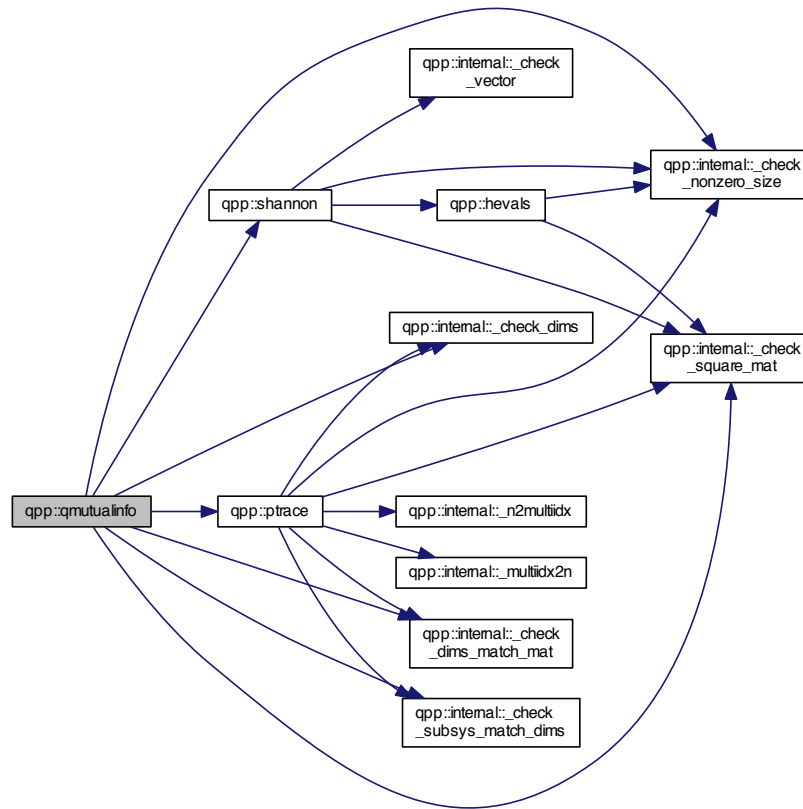 qpp::internal::_check
_vector
qpp::internal::_check
_nonzero_size
qpp::shannon
qpp::hevals
qpp::internal::_check_dims
qpp::internal::_check
_square_mat
qpp::qmutualinfo
qpp::ptrace
qpp::internal::_n2multiidx
qpp::internal::_multiidx2n
qpp::internal::_check
_dims_match_mat
qpp::internal::_check
_subsys_match_dims